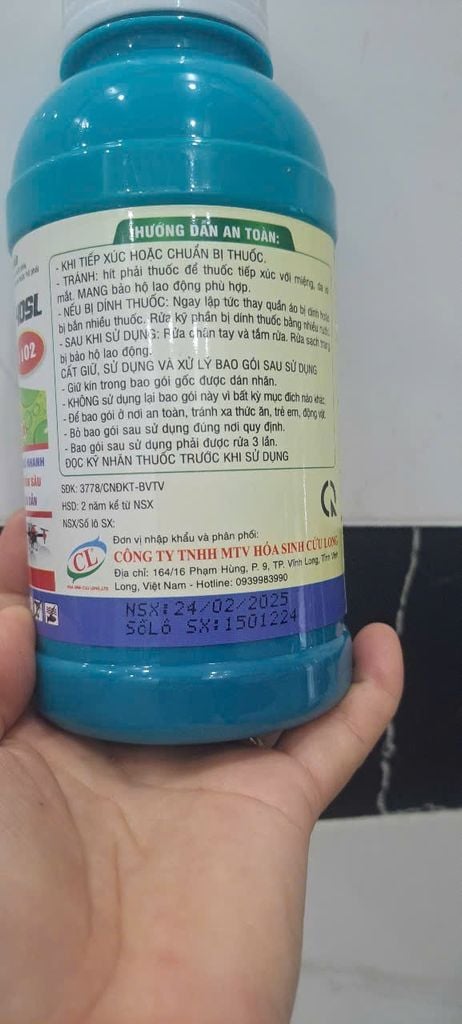 HƯỚNG DẪN AN TOÀN:
- KHI TIẾP XÚC HOẶC CHUẨN BỊ THUỐC.
- TRÁNH: hít phải thuốc để thuốc tiếp xúc với miệng, da và
mắt. MANG bảo hộ lao động phù hợp.
- NẾU BỊ DÍNH THUỐC: Ngay lập tức thay quần áo bị dính hoặc
bị bắn nhiều thuốc. Rửa kỹ phần bị dính thuốc bằng nhiều nước.
- SAU KHI SỬ DỤNG: Rửa chân tay và tắm rửa. Rửa sạch trang
bị bảo hộ lao động.
CẤT GIỮ, SỬ DỤNG VÀ XỬ LÝ BAO GÓI SAU SỬ DỤNG
- Giữ kín trong bao gói gốc được dán nhãn.
- KHÔNG sử dụng lại bao gói này vì bất kỳ mục đích nào khác.
- Để bao gói ở nơi an toàn, tránh xa thức ăn, trẻ em, động vật.
- Bỏ bao gói sau sử dụng đúng nơi quy định.
- Bao gói sau sử dụng phải được rửa 3 lần.
ĐỌC KỸ NHÃN THUỐC TRƯỚC KHI SỬ DỤNG
SĐK: 3778/CNĐKT-BVTV
HSD: 2 năm kể từ NSX
NSX/Số lô SX:
Đơn vị nhập khẩu và phân phối:
CL
CÔNG TY TNHH MTV HÓA SINH CỬU LONG
Địa chỉ: 164/16 Phạm Hùng, P. 9, TP. Vĩnh Long, Tỉnh Vĩnh
Long, Việt Nam - Hotline: 0939983990
NSX:24/02/2025
SốLô SX:1501224
102